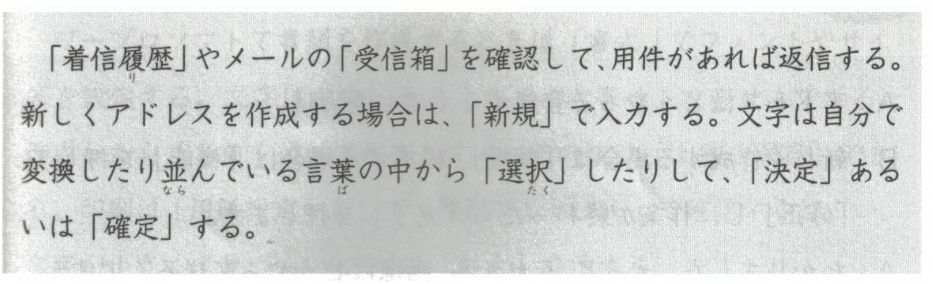 「着信履歴」やメールの「受信箱」を確認して、用件があれば返信する。
新しくアドレスを作成する場合は、「新規」で入力する。文字は自分で
変換したり並んでいる言葉の中から「選択」したりして、「決定」ある
いは「確定」する。